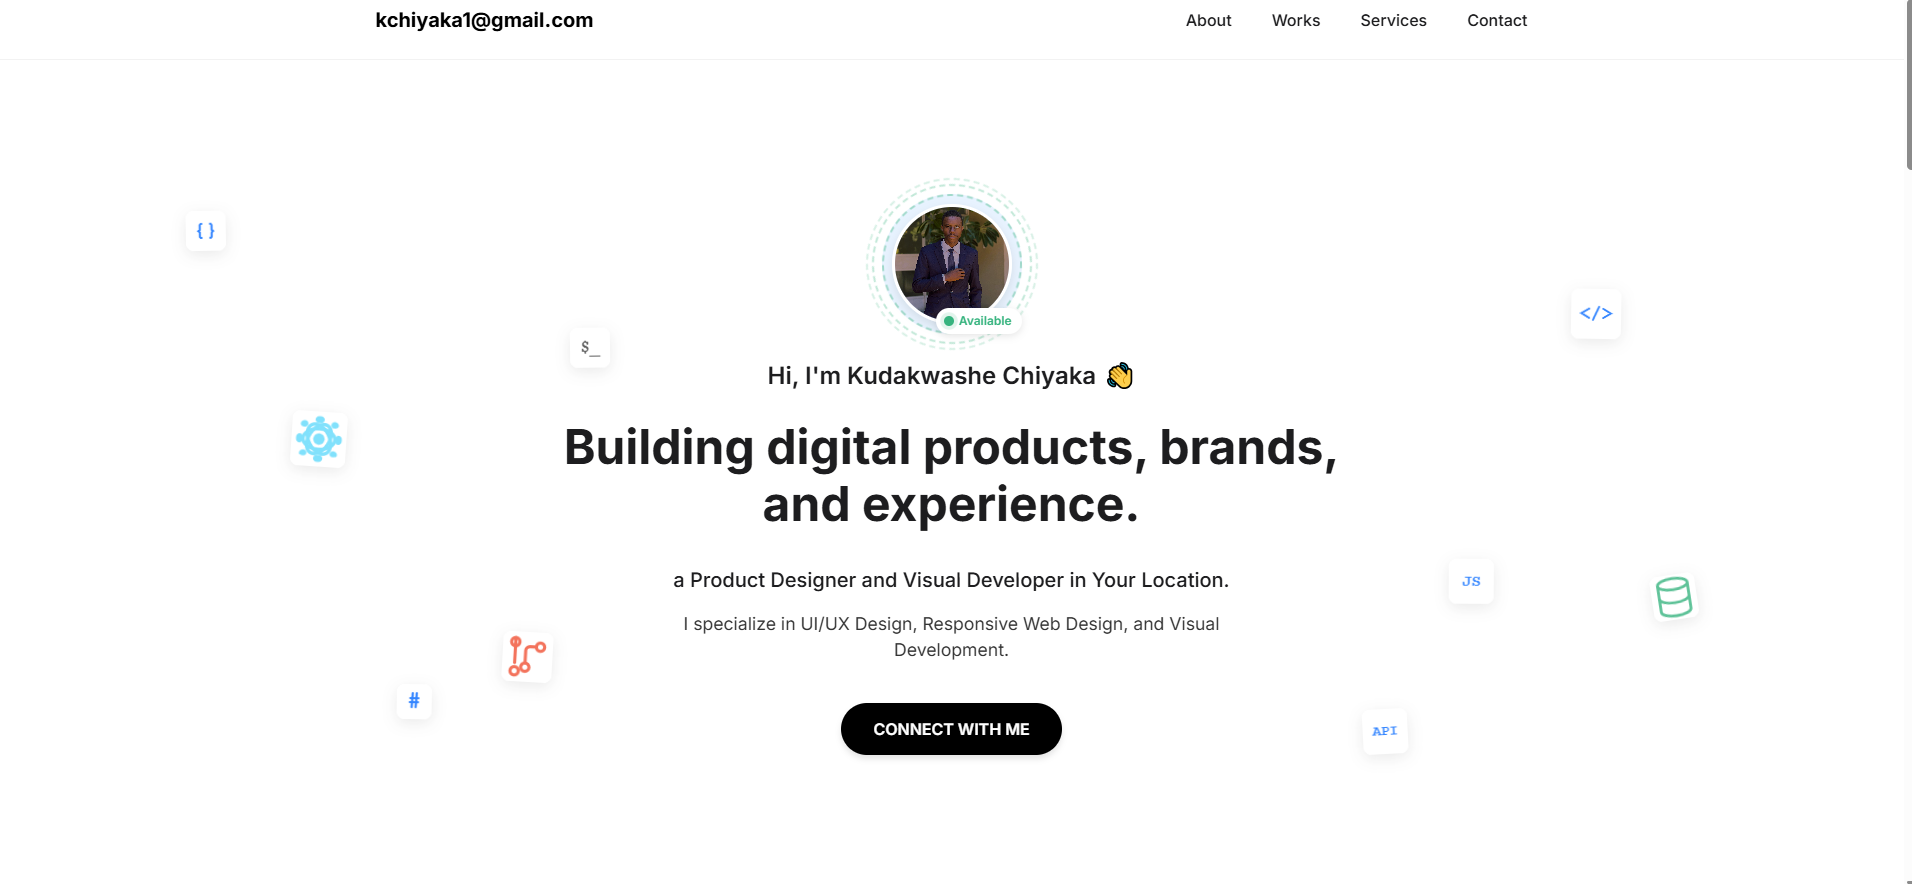 kchiyaka1@gmail.com
About Works Services Contact
{ }
</>
Available
$_
Hi, I'm Kudakwashe Chiyaka 👋
Building digital products, brands,
and experience.
a Product Designer and Visual Developer in Your Location.
JS
I specialize in UI/UX Design, Responsive Web Design, and Visual
Development.
#
CONNECT WITH ME
API